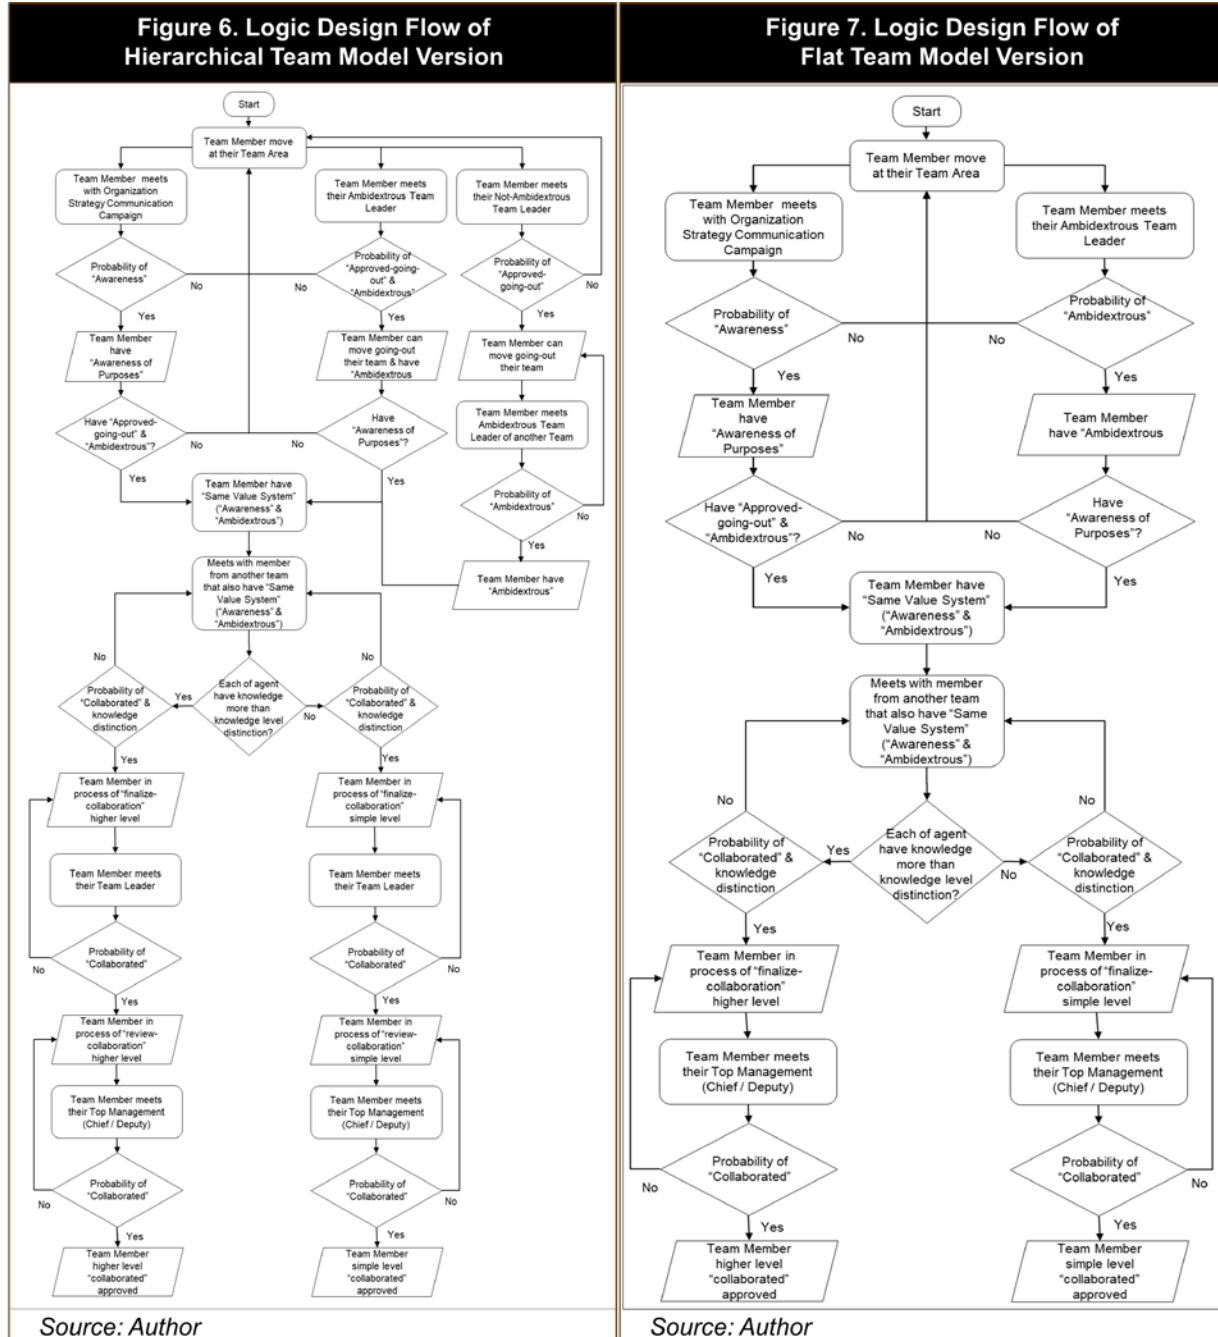 Figure 6. Logic Design Flow of
Hierarchical Team Model Version
Start
Team Member move
at their Team Area
Team Member meets
with Organization
Strategy Communication
Campaign
Team Member meets
their Ambidextrous Team
Leader
Team Member meets
their Not-Ambidextrous
Team Leader
Probability of
"Awareness"
No
No
Probability of
"Approved-going-
out" &
"Ambidextrous"
Probability of
"Approved-
going-out"
No
Yes
Yes
Yes
Team Member
have
"Awareness of
Purposes"
Team Member can
move going-out
their team & have
"Ambidextrous
Team Member can
move going-out
their team
Have "Approved-
going-out" &
"Ambidextrous"?
No
No
Have
"Awareness of
Purposes"?
Team Member meets
Ambidextrous Team
Leader of another Team
Yes
Yes
Team Member have
"Same Value System"
("Awareness" &
"Ambidextrous")
Probability of
"Ambidextrous"
No
Yes
Meets with member
from another team
that also have "Same
Value System"
("Awareness" &
"Ambidextrous")
Team Member have
"Ambidextrous"
No
No
Probability of
"Collaborated" &
knowledge
distinction
Yes
Each of agent
have knowledge
more than
knowledge level
distinction?
No
Probability of
"Collaborated" &
knowledge
distinction
Yes
Yes
Team Member in
process of "finalize-
collaboration"
higher level
Team Member in
process of "finalize-
collaboration"
simple level
Team Member meets
their Team Leader
Team Member meets
their Team Leader
Probability of
"Collaborated"
No
Probability of
"Collaborated"
No
Yes
Yes
Team Member in
process of "review-
collaboration"
higher level
Team Member in
process of "review-
collaboration"
simple level
Team Member meets
their Top Management
(Chief / Deputy)
Team Member meets
their Top Management
(Chief / Deputy)
Probability of
"Collaborated"
No
Probability of
"Collaborated"
No
Yes
Yes
Team Member
higher level
"collaborated"
approved
Team Member
simple level
"collaborated"
approved
Source: Author
Figure 7. Logic Design Flow of
Flat Team Model Version
Start
Team Member move
at their Team Area
Team Member meets
with Organization
Strategy Communication
Campaign
Team Member meets
their Ambidextrous Team
Leader
Probability of
"Awareness"
No
No
Probability of
"Ambidextrous"
Yes
Yes
Team Member
have
"Awareness of
Purposes"
Team Member
have "Ambidextrous
Have "Approved-
going-out" &
"Ambidextrous"?
No
No
Have
"Awareness of
Purposes"?
Yes
Yes
Team Member have
"Same Value System"
("Awareness" &
"Ambidextrous")
Meets with member
from another team
that also have "Same
Value System"
("Awareness" &
"Ambidextrous")
No
No
Probability of
"Collaborated" &
knowledge
distinction
Yes
Each of agent
have knowledge
more than
knowledge level
distinction?
No
Probability of
"Collaborated" &
knowledge
distinction
Yes
Yes
Team Member in
process of "finalize-
collaboration"
higher level
Team Member in
process of "finalize-
collaboration"
simple level
Team Member meets
their Top Management
(Chief / Deputy)
Team Member meets
their Top Management
(Chief / Deputy)
Probability of
"Collaborated"
No
Probability of
"Collaborated"
No
Yes
Yes
Team Member
higher level
"collaborated"
approved
Team Member
simple level
"collaborated"
approved
Source: Author